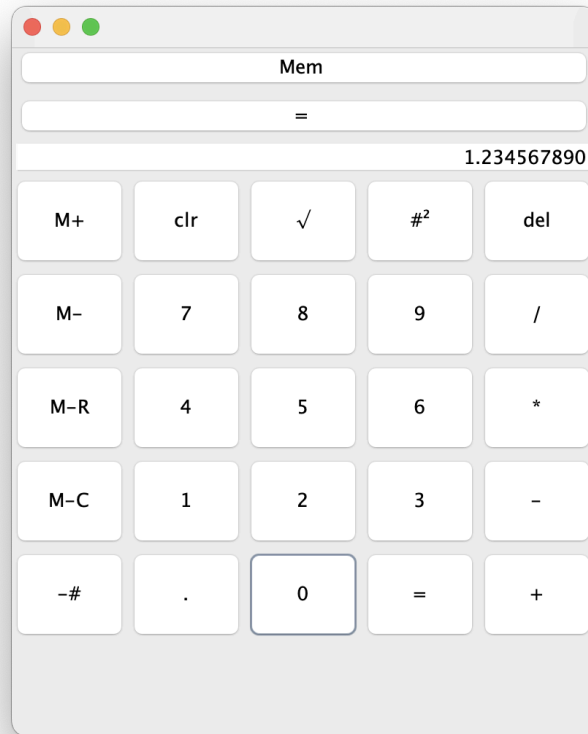 Mem
=
1.234567890
M+ clr √ #² del
M- 7 8 9 /
M-R 4 5 6 *
M-C 1 2 3 -
-# . 0 = +